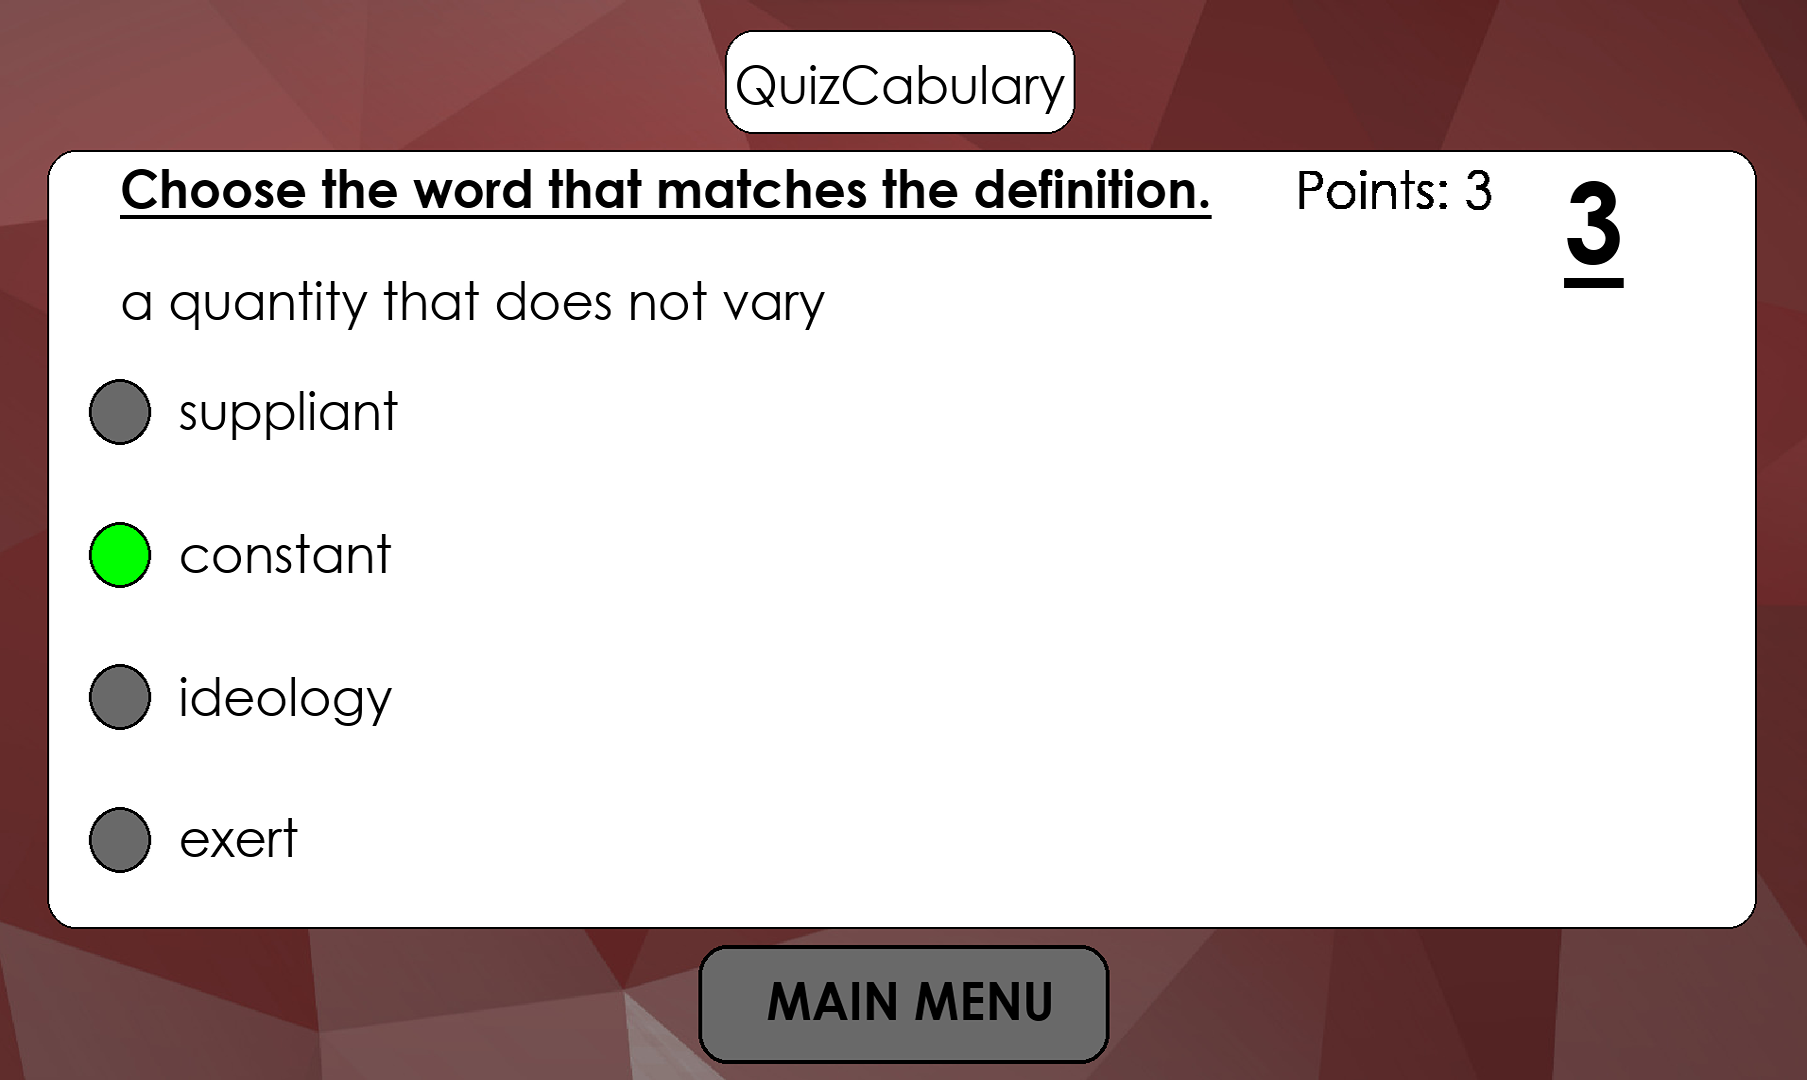 QuizCabulary
Choose the word that matches the definition.
Points: 3
3
a quantity that does not vary
suppliant
constant
ideology
exert
MAIN MENU